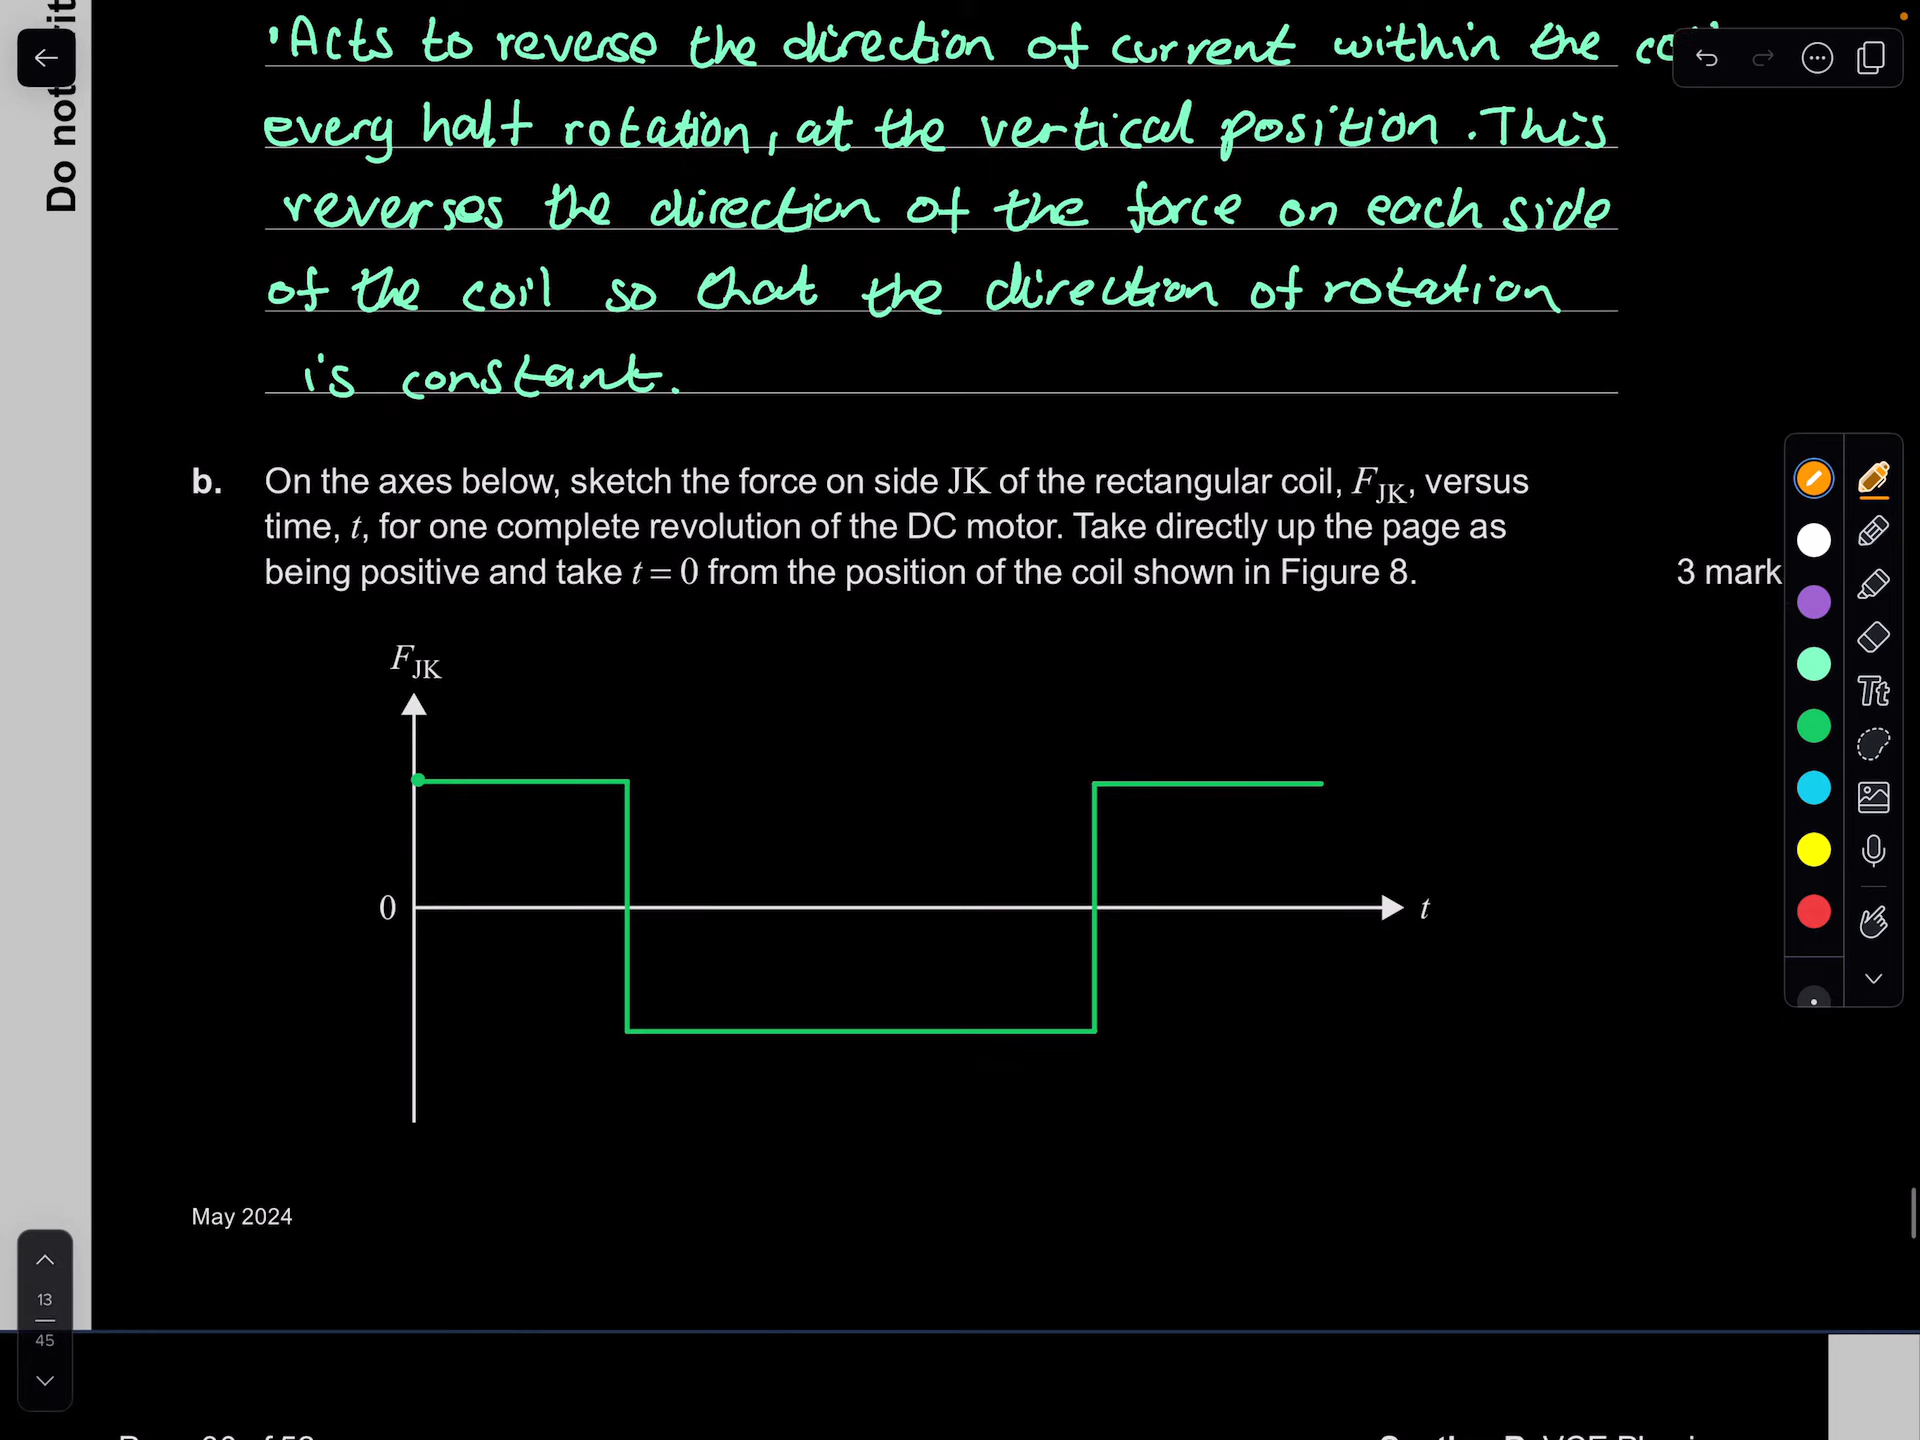 Do not
•Acts to reverse the direction of current within the
every half rotation, at the vertical position. This
reverses the direction of the force on each side
of the coil so that the direction of rotation
is constant.
b. On the axes below, sketch the force on side JK of the rectangular coil, F_JK, versus
time, t, for one complete revolution of the DC motor. Take directly up the page as
being positive and take t = 0 from the position of the coil shown in Figure 8.
3 mark
F_JK
0
t
May 2024
13
45
Tt